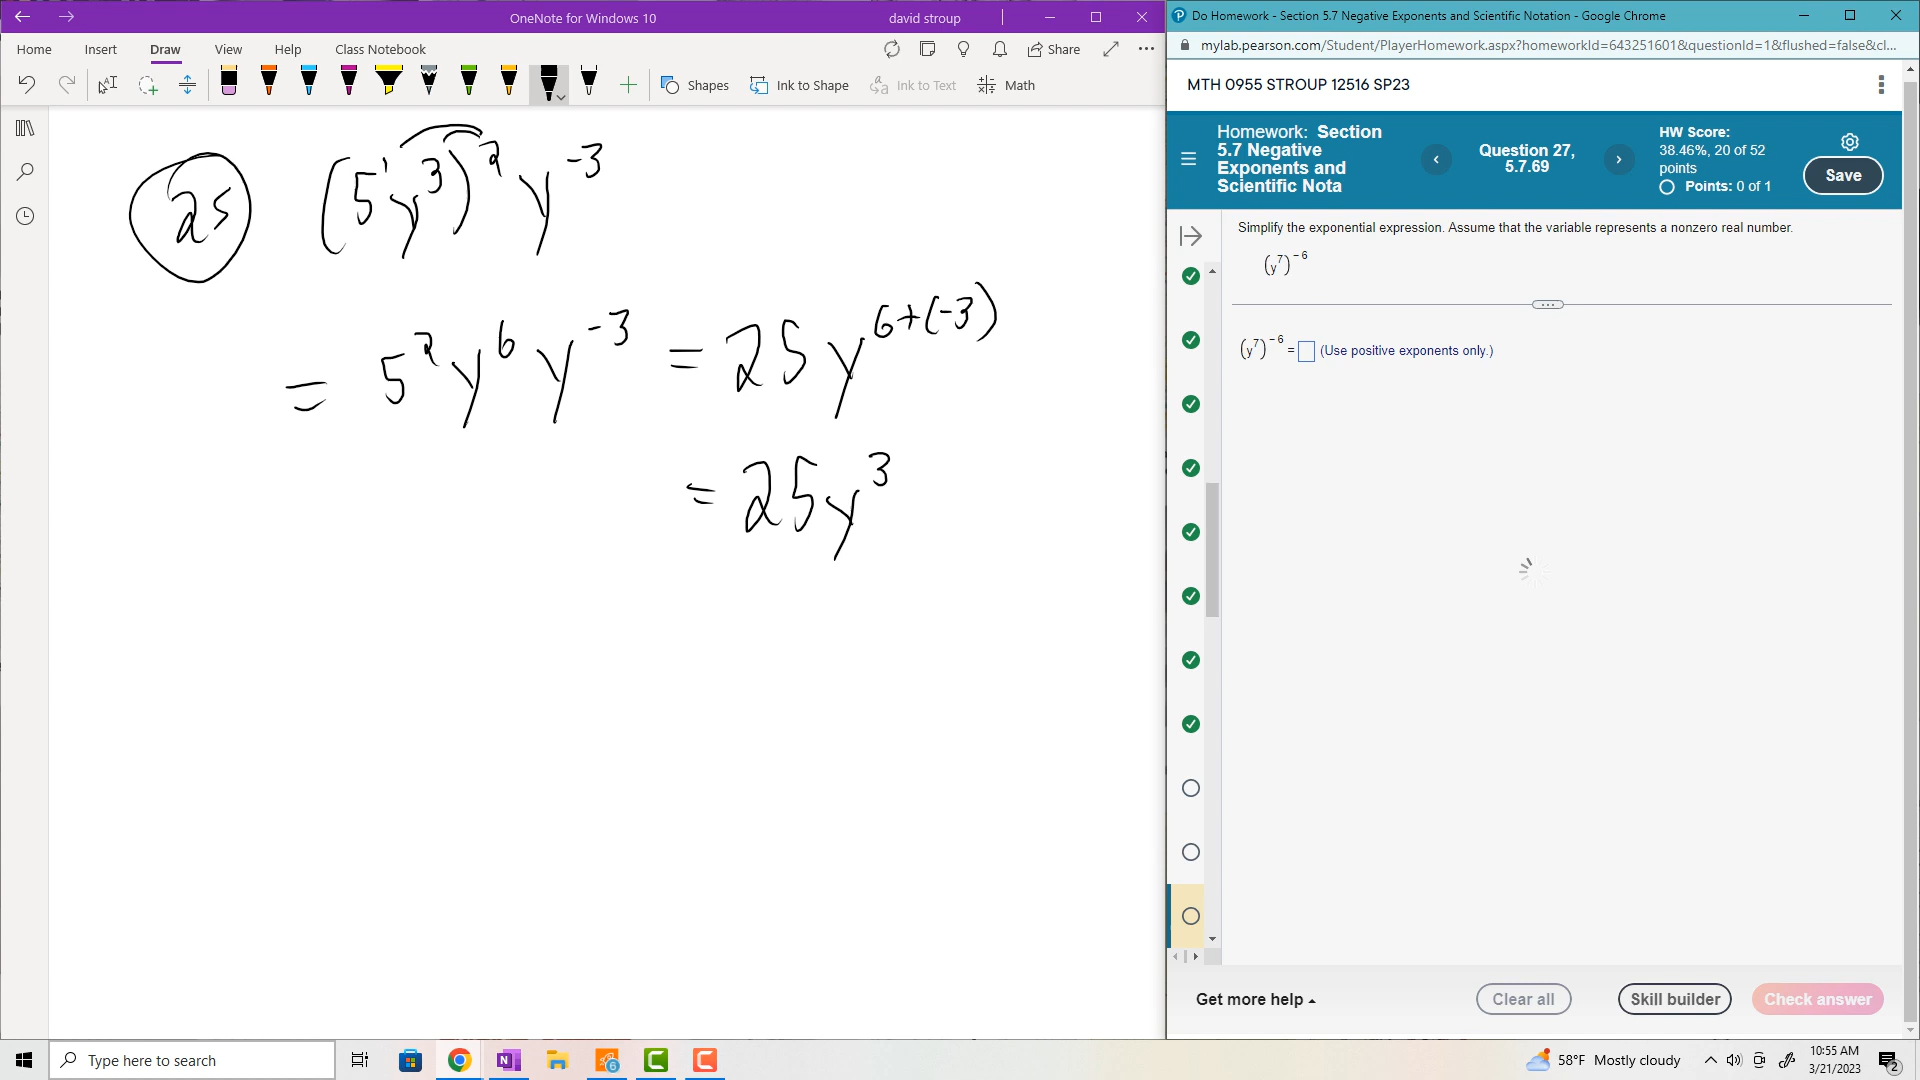 OneNote for Windows 10
david stroup
Home Insert Draw View Help Class Notebook
Share
Shapes Ink to Shape Ink to Text Math
25 (5¹y³)² y⁻³
= 5² y⁶ y⁻³ = 25 y⁶⁺⁽⁻³⁾
= 25y³
Do Homework - Section 5.7 Negative Exponents and Scientific Notation - Google Chrome
mylab.pearson.com/Student/PlayerHomework.aspx?homeworkId=643251601&questionId=1&flushed=false&cl...
MTH 0955 STROUP 12516 SP23
Homework: Section
5.7 Negative
Exponents and
Scientific Nota
Question 27,
5.7.69
HW Score:
38.46%, 20 of 52
points
Points: 0 of 1
Save
Simplify the exponential expression. Assume that the variable represents a nonzero real number.
(y⁷)⁻⁶
(y⁷)⁻⁶ = (Use positive exponents only.)
Get more help
Clear all
Skill builder
Check answer
Type here to search
6
58°F Mostly cloudy
10:55 AM
3/21/2023
2